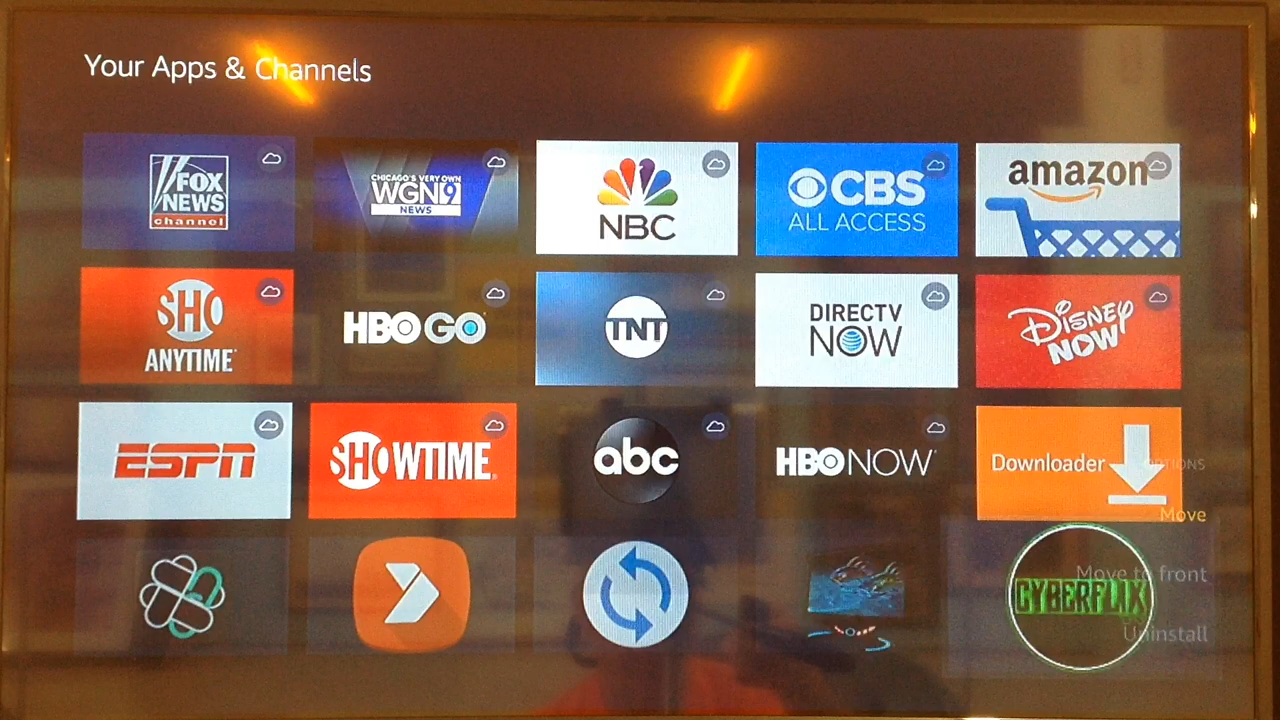 Your Apps & Channels
FOX
NEWS
channel
CHICAGO'S VERY OWN
WGN9
NEWS
NBC
CBS
ALL ACCESS
amazon
SHO
ANYTIME
HBO GO
TNT
DIRECTV
NOW
DISNEY
NOW
ESPN
SHOWTIME
abc
HBO NOW
Downloader
OPTIONS
Move
Move to front
CYBERFLIX
Uninstall